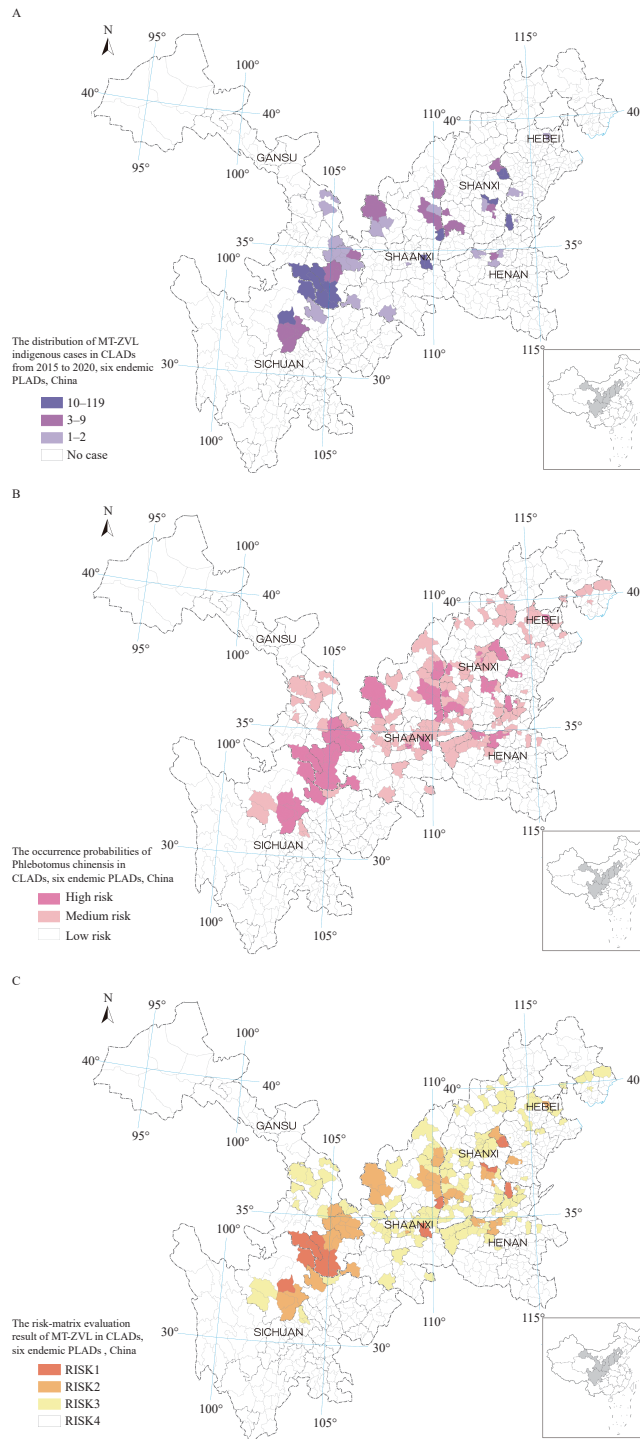 A
N
95°
100°
115°
40°
110°
40°
40°
40°
HEBEI
GANSU
95°
100°
105°
SHANXI
35°
35°
100°
SHAANXI
HENAN
The distribution of MT-ZVL
indigenous cases in CLADs
from 2015 to 2020, six endemic
PLADs, China
30°
110°
115°
SICHUAN
30°
10–119
3–9
1–2
No case
100°
105°
B
N
95°
100°
115°
40°
110°
40°
40°
40°
HEBEI
GANSU
95°
100°
105°
SHANXI
35°
35°
100°
SHAANXI
HENAN
110°
115°
30°
The occurrence probabilities of
Phlebotomus chinensis in
CLADs, six endemic PLADs, China
SICHUAN
30°
High risk
Medium risk
Low risk
100°
105°
C
N
95°
100°
115°
40°
110°
40°
40°
40°
HEBEI
GANSU
95°
100°
105°
SHANXI
35°
35°
100°
SHAANXI
HENAN
110°
115°
30°
The risk-matrix evaluation
result of MT-ZVL in CLADs,
six endemic PLADs , China
SICHUAN
30°
RISK1
RISK2
RISK3
RISK4
100°
105°